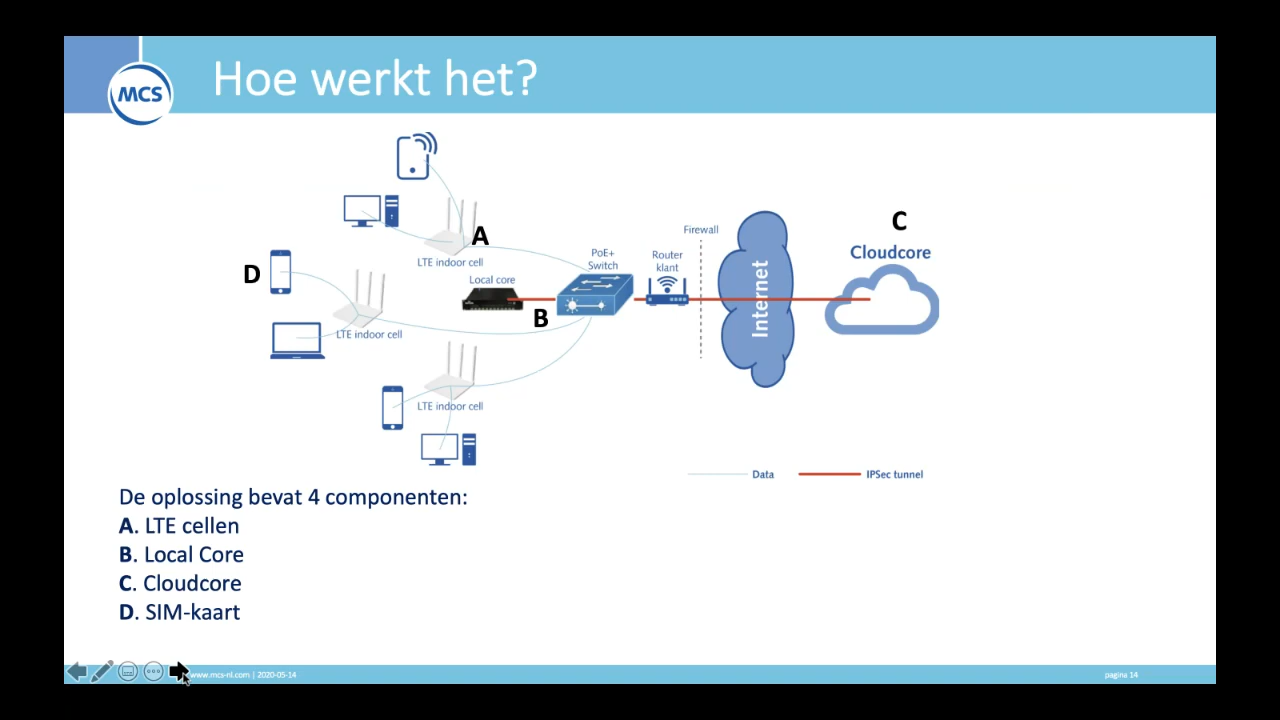 MCS
Hoe werkt het?
A
LTE indoor cell
D
LTE indoor cell
Local core
B
PoE+
Switch
Router
klant
Firewall
Internet
C
Cloudcore
LTE indoor cell
Data
IPSec tunnel
De oplossing bevat 4 componenten:
A. LTE cellen
B. Local Core
C. Cloudcore
D. SIM-kaart
www.mcs-nl.com | 2020-05-14
pagina 14